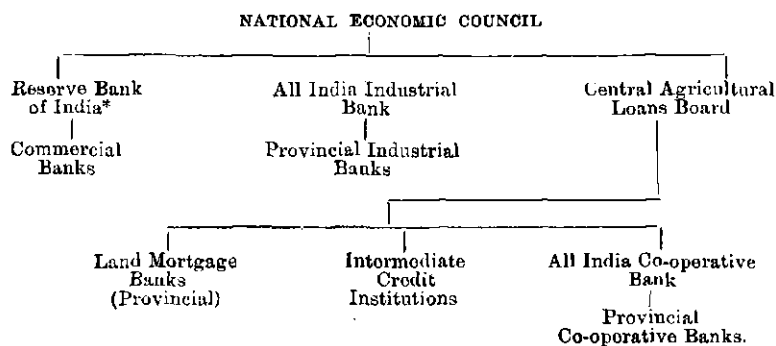 NATIONAL ECONOMIC COUNCIL
Reserve Bank
of India*
All India Industrial
Bank
Central Agricultural
Loans Board
Commercial
Banks
Provincial Industrial
Banks
Land Mortgage
Banks
(Provincial)
Intermediate
Credit
Institutions
All India Co-operative
Bank
Provincial
Co-operative Banks.